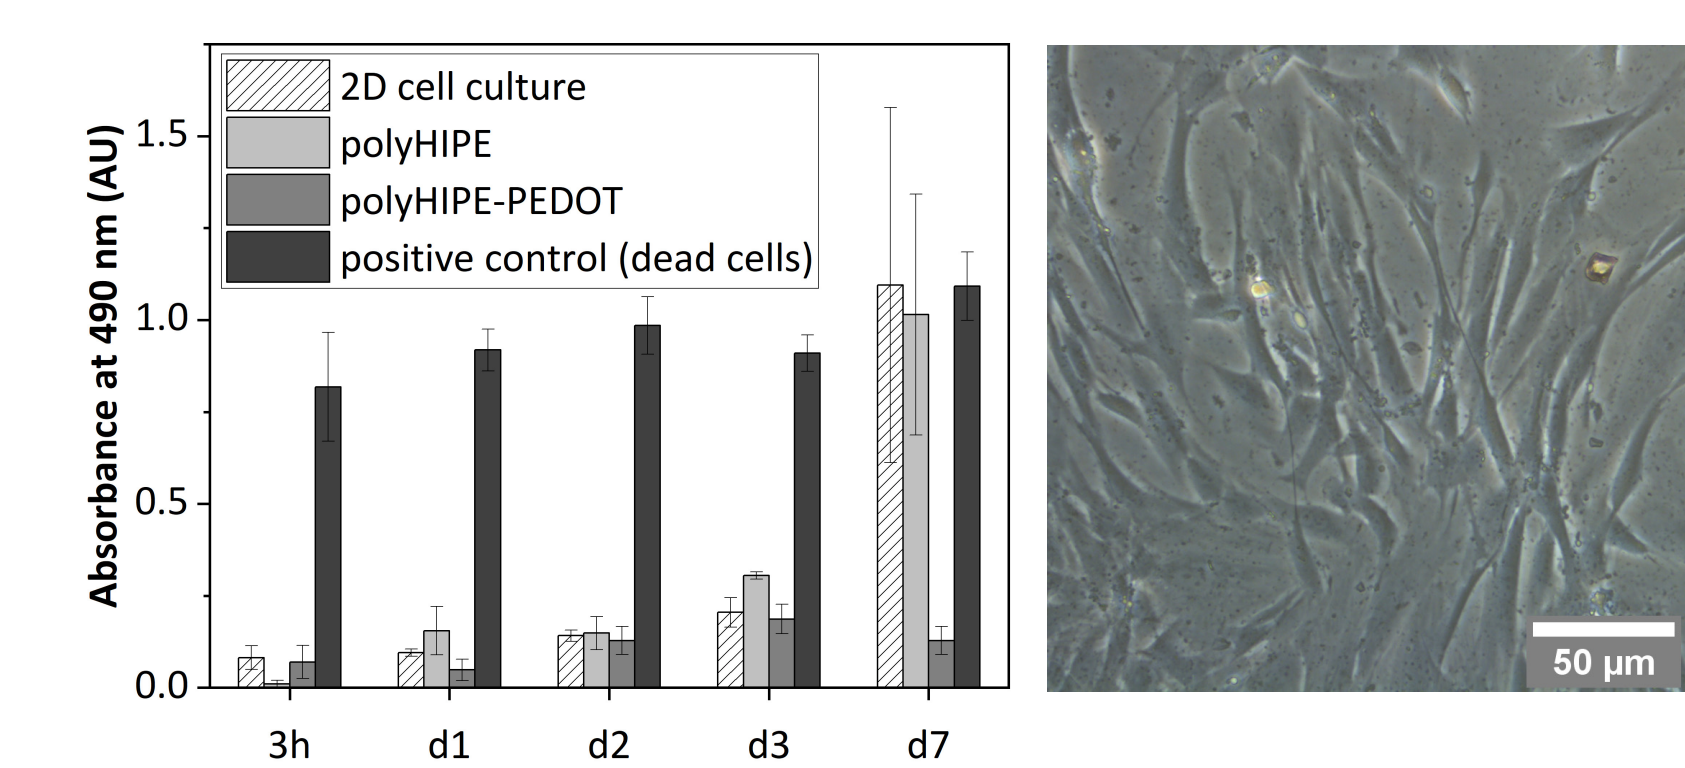 2D cell culture
polyHIPE
polyHIPE-PEDOT
positive control (dead cells)
Absorbance at 490 nm (AU)
1.5
1.0
0.5
0.0
3h d1 d2 d3 d7
50 µm